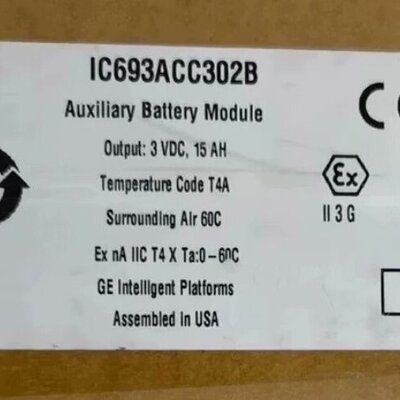 IC693ACC302B
Auxiliary Battery Module
Output: 3 VDC, 15 AH
Temperature Code T4A
Surrounding Air 60C
Ex nA IIC T4 X Ta:0-60C
GE Intelligent Platforms
Assembled in USA
Ex
II 3 G